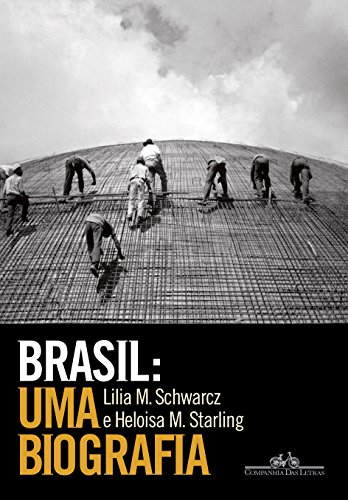 BRASIL:
UMA
Lilia M. Schwarcz
e Heloisa M. Starling
BIOGRAFIA
COMPANHIA DAS LETRAS